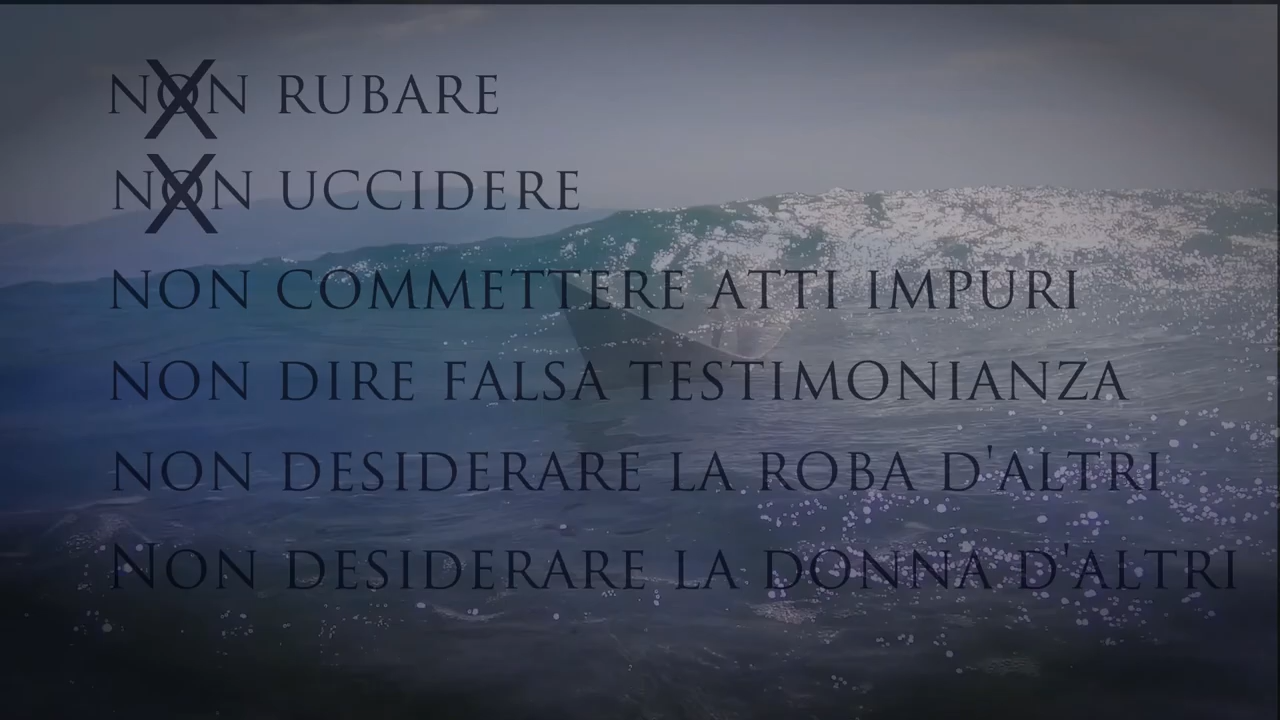 NON RUBARE
NON UCCIDERE
NON COMMETTERE ATTI IMPURI
NON DIRE FALSA TESTIMONIANZA
NON DESIDERARE LA ROBA D'ALTRI
NON DESIDERARE LA DONNA D'ALTRI